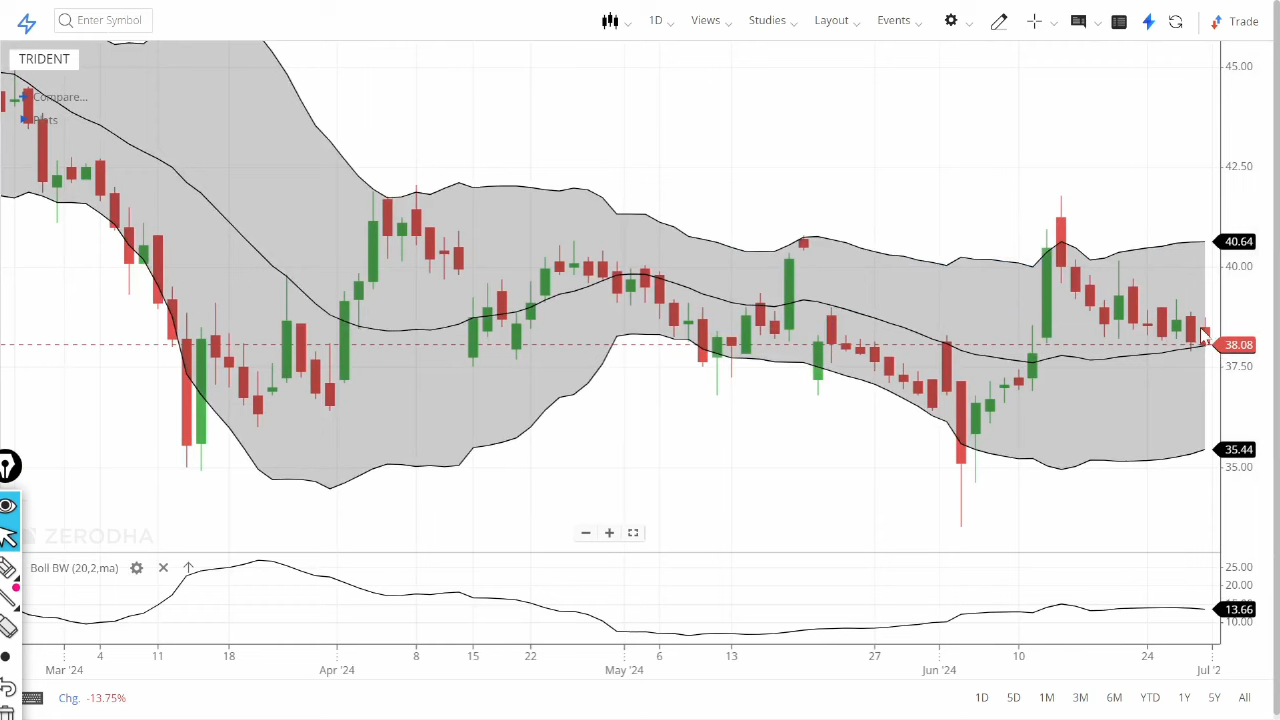 Enter Symbol
1D
Views
Studies
Layout
Events
Trade
TRIDENT
Compare...
45.00
42.50
40.64
40.00
38.08
37.50
35.44
35.00
ZERODHA
Boll BW (20,2,ma)
25.00
20.00
13.66
10.00
4
11
18
8
15
22
6
13
27
10
24
Mar '24
Apr '24
May '24
Jun '24
Jul '2
Chg. -13.75%
1D
5D
1M
3M
6M
YTD
1Y
5Y
All